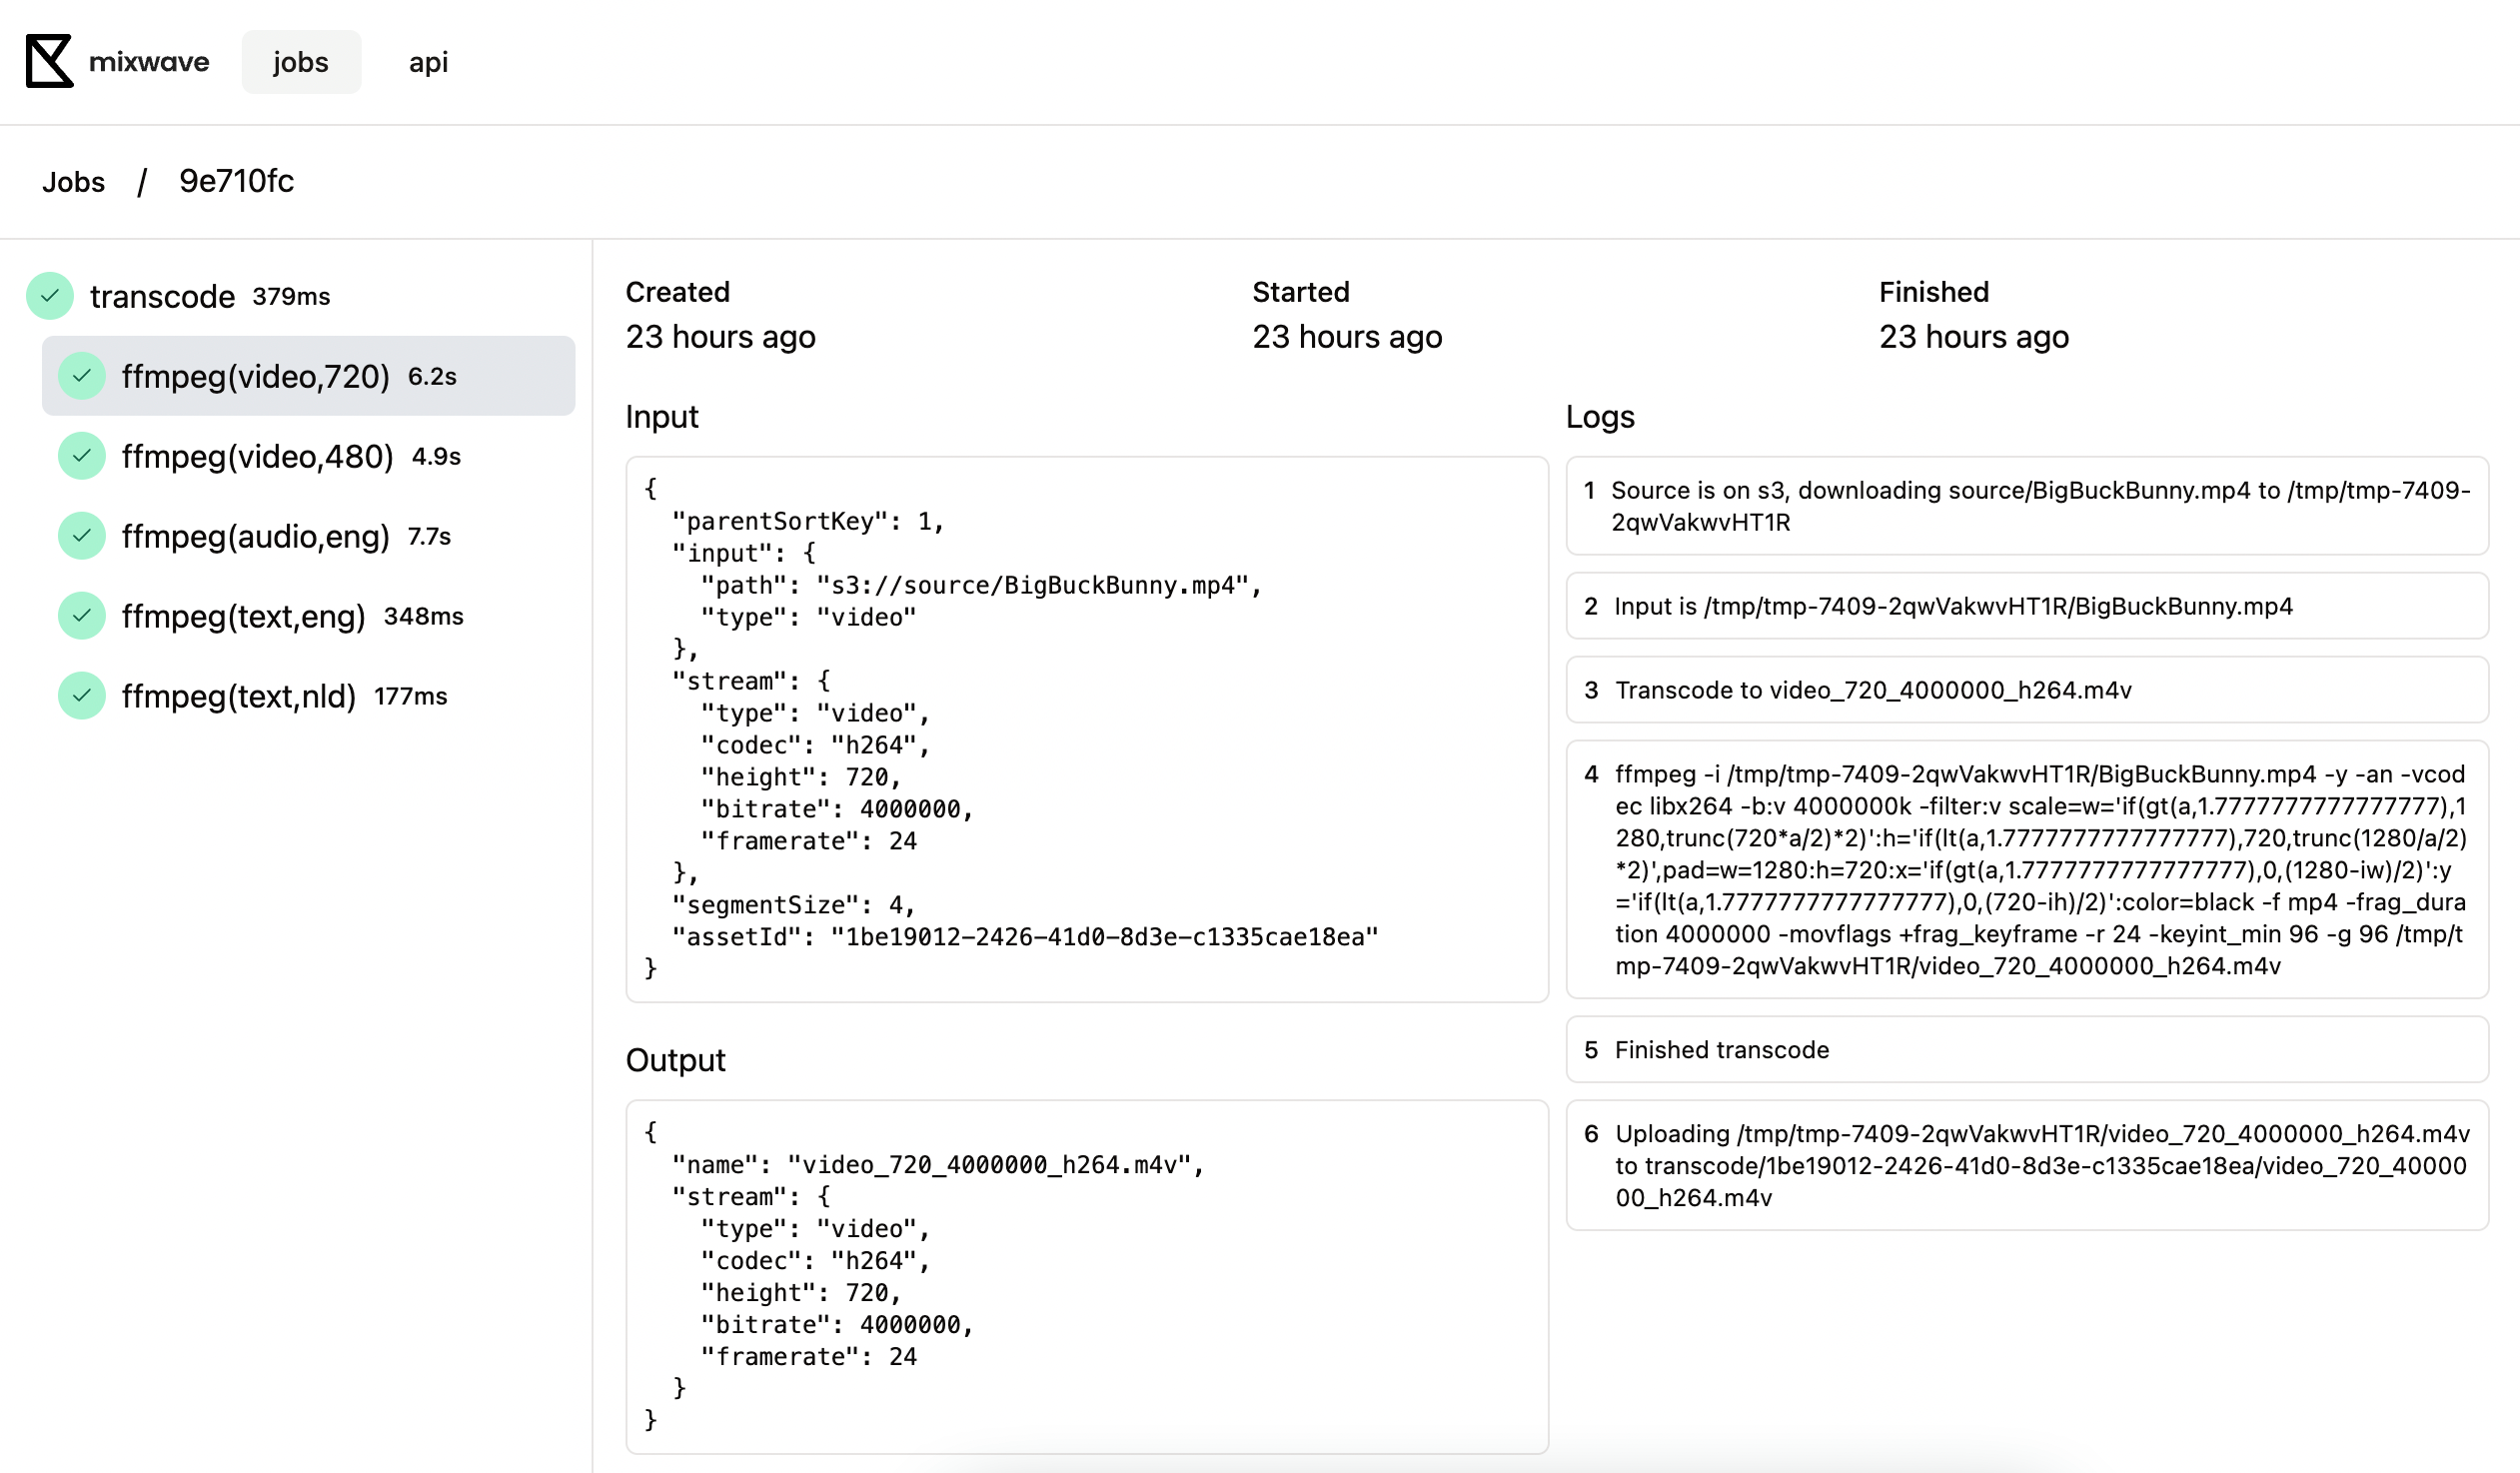 mixwave jobs api
Jobs / 9e710fc
transcode 379ms
ffmpeg(video,720) 6.2s
ffmpeg(video,480) 4.9s
ffmpeg(audio,eng) 7.7s
ffmpeg(text,eng) 348ms
ffmpeg(text,nld) 177ms
Created
23 hours ago
Started
23 hours ago
Finished
23 hours ago
Input
{
"parentSortKey": 1,
"input": {
"path": "s3://source/BigBuckBunny.mp4",
"type": "video"
},
"stream": {
"type": "video",
"codec": "h264",
"height": 720,
"bitrate": 4000000,
"framerate": 24
},
"segmentSize": 4,
"assetId": "1be19012-2426-41d0-8d3e-c1335cae18ea"
}
Output
{
"name": "video_720_4000000_h264.m4v",
"stream": {
"type": "video",
"codec": "h264",
"height": 720,
"bitrate": 4000000,
"framerate": 24
}
}
Logs
1 Source is on s3, downloading source/BigBuckBunny.mp4 to /tmp/tmp-7409-
2qwVakwvHT1R
2 Input is /tmp/tmp-7409-2qwVakwvHT1R/BigBuckBunny.mp4
3 Transcode to video_720_4000000_h264.m4v
4 ffmpeg -i /tmp/tmp-7409-2qwVakwvHT1R/BigBuckBunny.mp4 -y -an -vcod
ec libx264 -b:v 4000000k -filter:v scale=w='if(gt(a,1.7777777777777777),1
280,trunc(720*a/2)*2)':h='if(lt(a,1.7777777777777777),720,trunc(1280/a/2)
*2)',pad=w=1280:h=720:x='if(gt(a,1.7777777777777777),0,(1280-iw)/2)':y
='if(lt(a,1.7777777777777777),0,(720-ih)/2)':color=black -f mp4 -frag_dura
tion 4000000 -movflags +frag_keyframe -r 24 -keyint_min 96 -g 96 /tmp/t
mp-7409-2qwVakwvHT1R/video_720_4000000_h264.m4v
5 Finished transcode
6 Uploading /tmp/tmp-7409-2qwVakwvHT1R/video_720_4000000_h264.m4v
to transcode/1be19012-2426-41d0-8d3e-c1335cae18ea/video_720_40000
00_h264.m4v